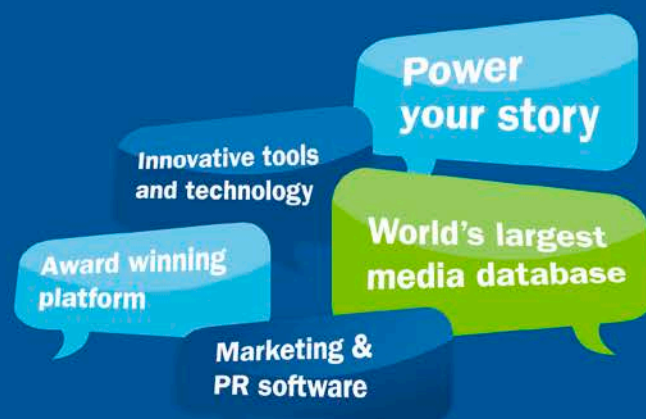 Power
your story
Innovative tools
and technology
World's largest
media database
Award winning
platform
Marketing &
PR software